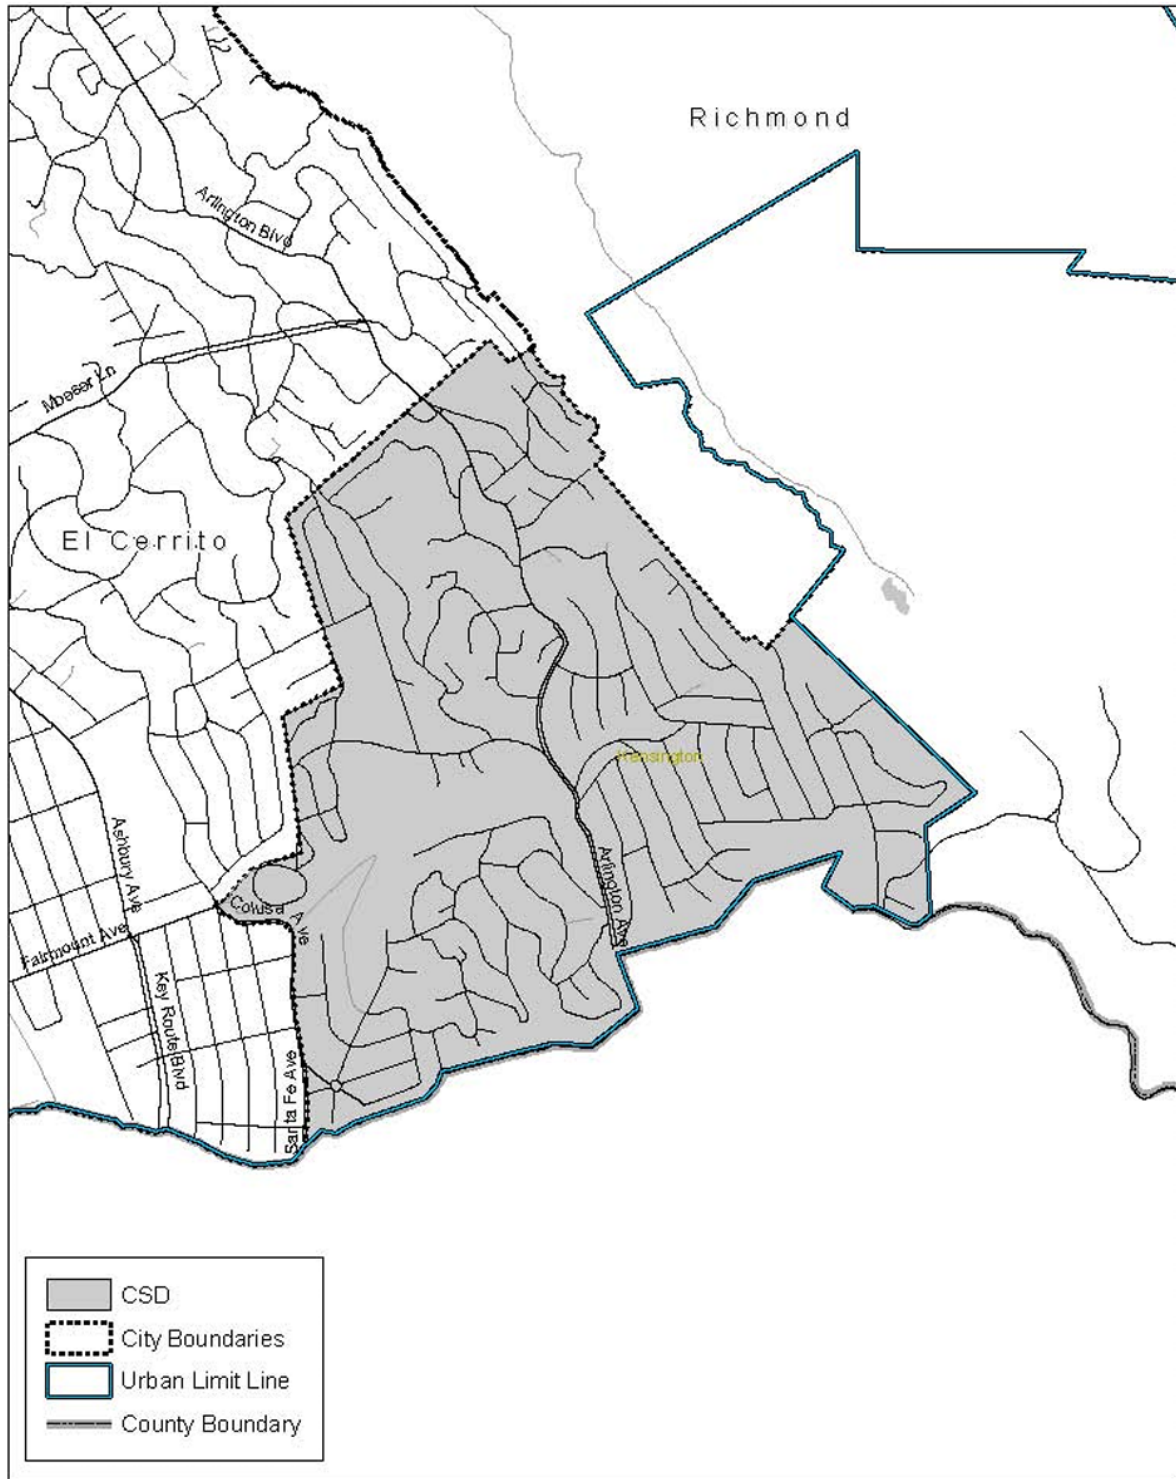 Richmond
Arlington Blvd
Moeser Ln
El Cerrito
Kensington
Ashbury Ave
Arlington Ave
Colusa Ave
Fairmount Ave
Key Route Blvd
Santa Fe Ave
CSD
City Boundaries
Urban Limit Line
County Boundary